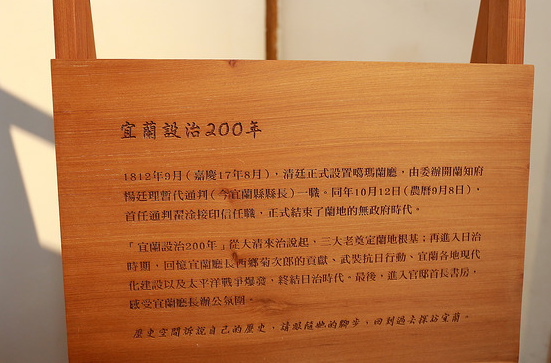 宜蘭設治200年
1812年9月(嘉慶17年8月),清廷正式設置噶瑪蘭廳,由委辦開蘭知府
楊廷理暫代通判(今宜蘭縣縣長)一職。同年10月12日(農曆9月8日),
首任通判翟淦接印信任職,正式結束了蘭地的無政府時代。
「宜蘭設治200年」從大清來治說起,三大老奠定蘭地根基;再進入日治
時期,回憶宜蘭廳長西鄉菊次郎的貢獻、武裝抗日行動、宜蘭各地現代
化建設以及太平洋戰爭爆發,終結日治時代。最後,進入官邸首長書房,
感受宜蘭廳長辦公氛圍。
歷史空間訴說自己的歷史,請跟隨她的腳步,回到過去探訪宜蘭。